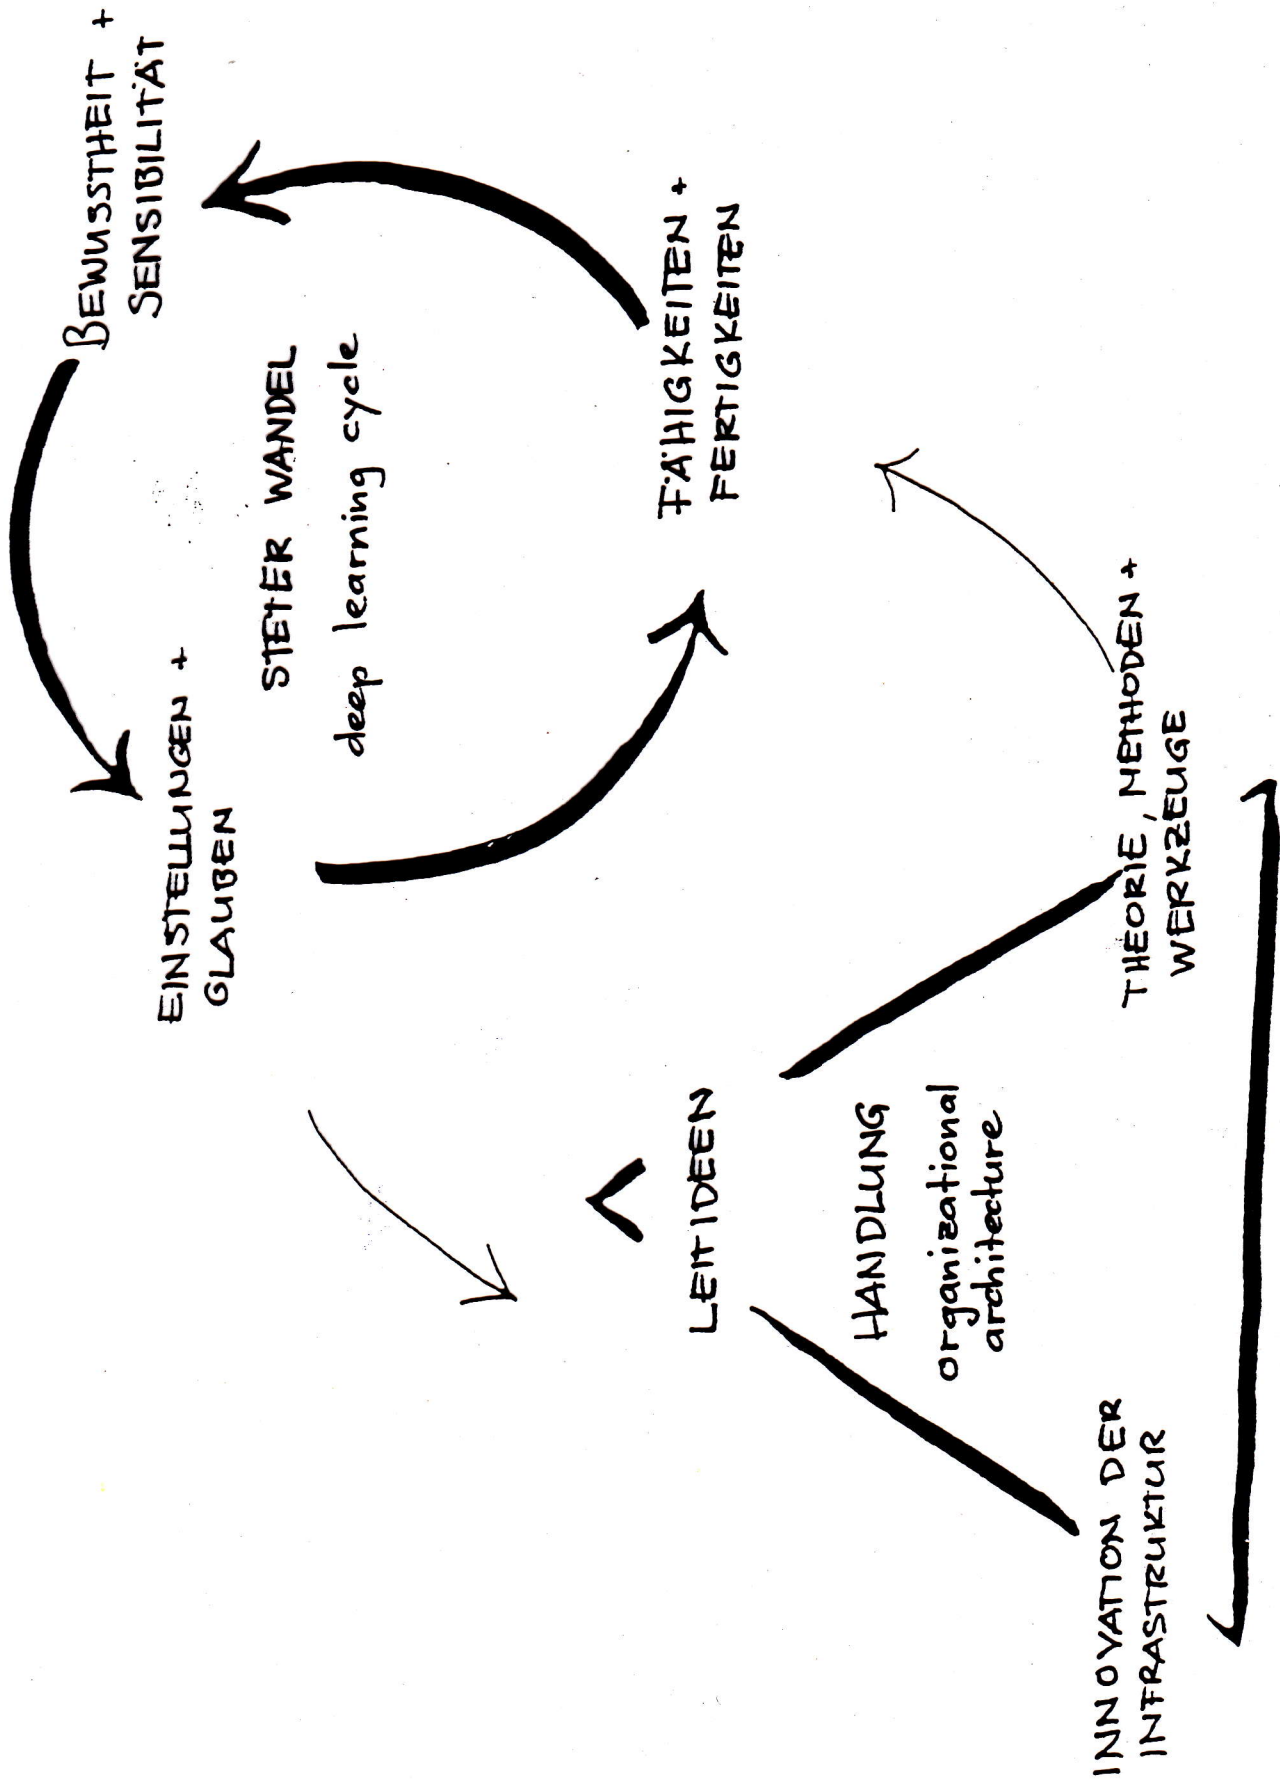 BEWUSSTHEIT +
SENSIBILITÄT
EINSTELLUNGEN +
GLAUBEN
STETER WANDEL
deep learning cycle
FÄHIGKEITEN +
FERTIGKEITEN
LEITIDEEN
HANDLUNG
organizational
architecture
INNOVATION DER
INFRASTRUKTUR
THEORIE, METHODEN +
WERKZEUGE